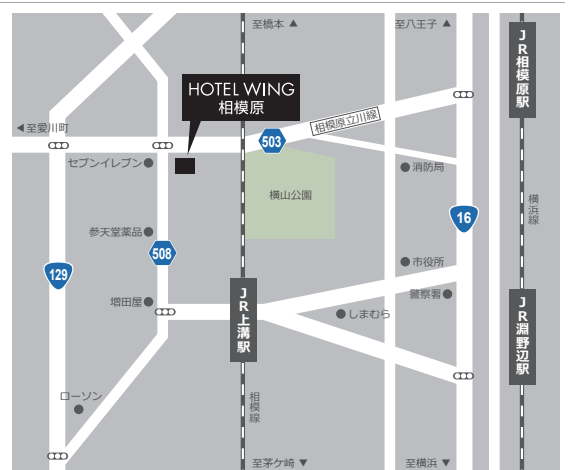 至橋本 ▲
至八王子 ▲
JR相模原駅
HOTEL WING
相模原
◀至愛川町
相模原立川線
503
セブンイレブン
消防局
横山公園
横浜線
16
参天堂薬品
508
市役所
129
警察署
JR上溝駅
JR淵野辺駅
増田屋
しまむら
ローソン
相模線
至茅ケ崎 ▼
至横浜 ▼